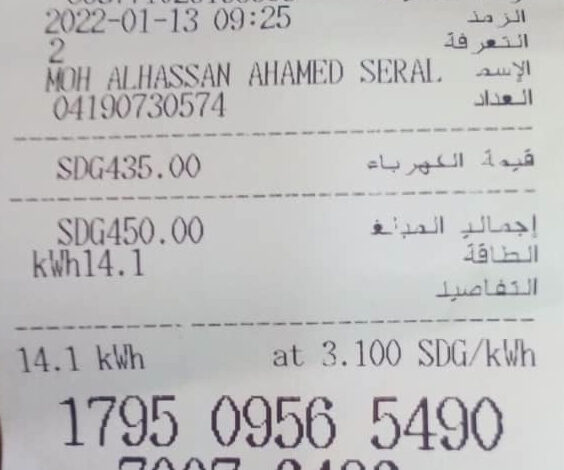 2022-01-13 09:25 الزمن
2 التعرفة
MOH ALHASSAN AHAMED SERAL الإسم
04190730574 العداد
SDG435.00 قيمة الكهرباء
SDG450.00 إجمالي المبلغ
kWh14.1 الطاقة
التفاصيل
14.1 kWh at 3.100 SDG/kWh
1795 0956 5490